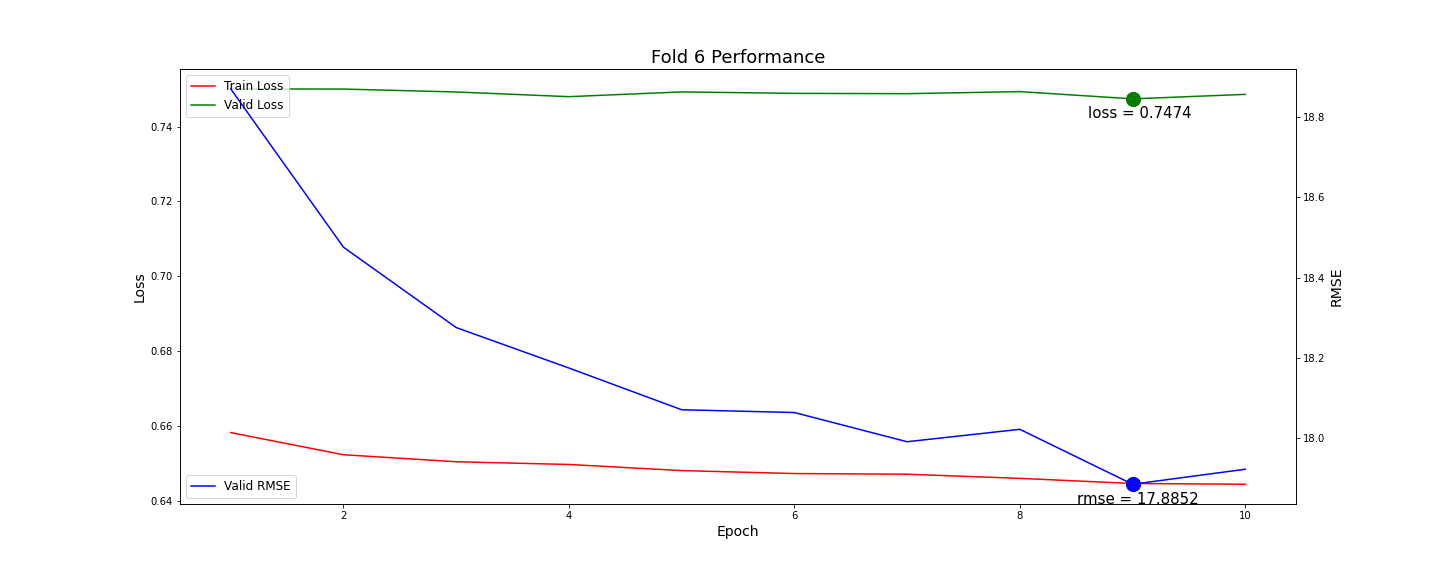 Fold 6 Performance
Train Loss
Valid Loss
loss = 0.7474
0.74
0.72
0.70
0.68
0.66
0.64
Loss
18.8
18.6
18.4
18.2
18.0
RMSE
Valid RMSE
rmse = 17.8852
2
4
6
8
10
Epoch